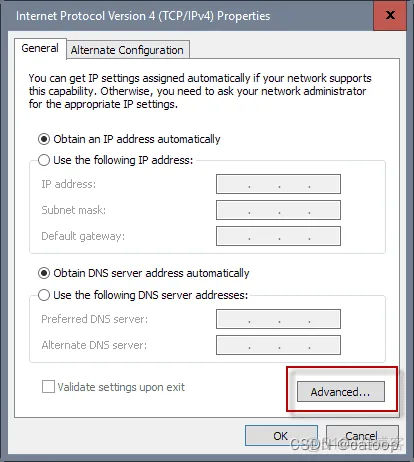 Internet Protocol Version 4 (TCP/IPv4) Properties
X
General
Alternate Configuration
You can get IP settings assigned automatically if your network supports
this capability. Otherwise, you need to ask your network administrator
for the appropriate IP settings.
Obtain an IP address automatically
Use the following IP address:
IP address:
Subnet mask:
Default gateway:
Obtain DNS server address automatically
Use the following DNS server addresses:
Preferred DNS server:
Alternate DNS server:
Validate settings upon exit
Advanced...
OK
Cancel
CSDN @catoop